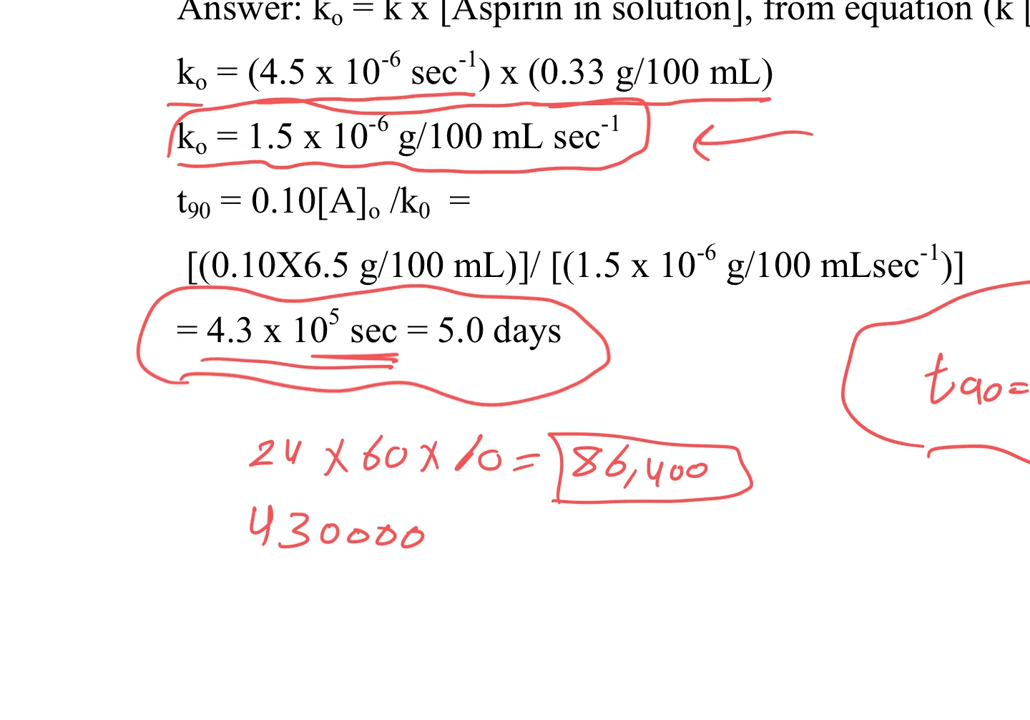 Answer: kₒ = k x [Aspirin in solution], from equation (k [
kₒ = (4.5 x 10⁻⁶ sec⁻¹) x (0.33 g/100 mL)
kₒ = 1.5 x 10⁻⁶ g/100 mL sec⁻¹
t₉₀ = 0.10[A]ₒ /k₀ =
[(0.10X6.5 g/100 mL)]/ [(1.5 x 10⁻⁶ g/100 mLsec⁻¹)]
= 4.3 x 10⁵ sec = 5.0 days
t₉₀=
24 x 60 x 10 = 86,400
430000